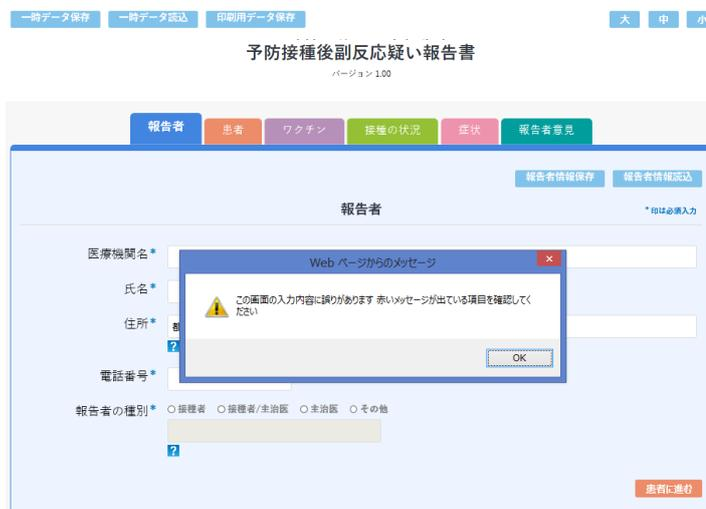 一時データ保存 一時データ読込 印刷用データ保存 大 中 小
予防接種後副反応疑い報告書
バージョン 1.00
報告者 患者 ワクチン 接種の状況 症状 報告者意見
報告者情報保存 報告者情報読込
報告者
*印は必須入力
医療機関名*
Web ページからのメッセージ
氏名*
この画面の入力内容に誤りがあります 赤いメッセージが出ている項目を確認してく
ださい
住所* 都
?
OK
電話番号*
報告者の種別* 接種者 接種者/主治医 主治医 その他
?
患者に進む